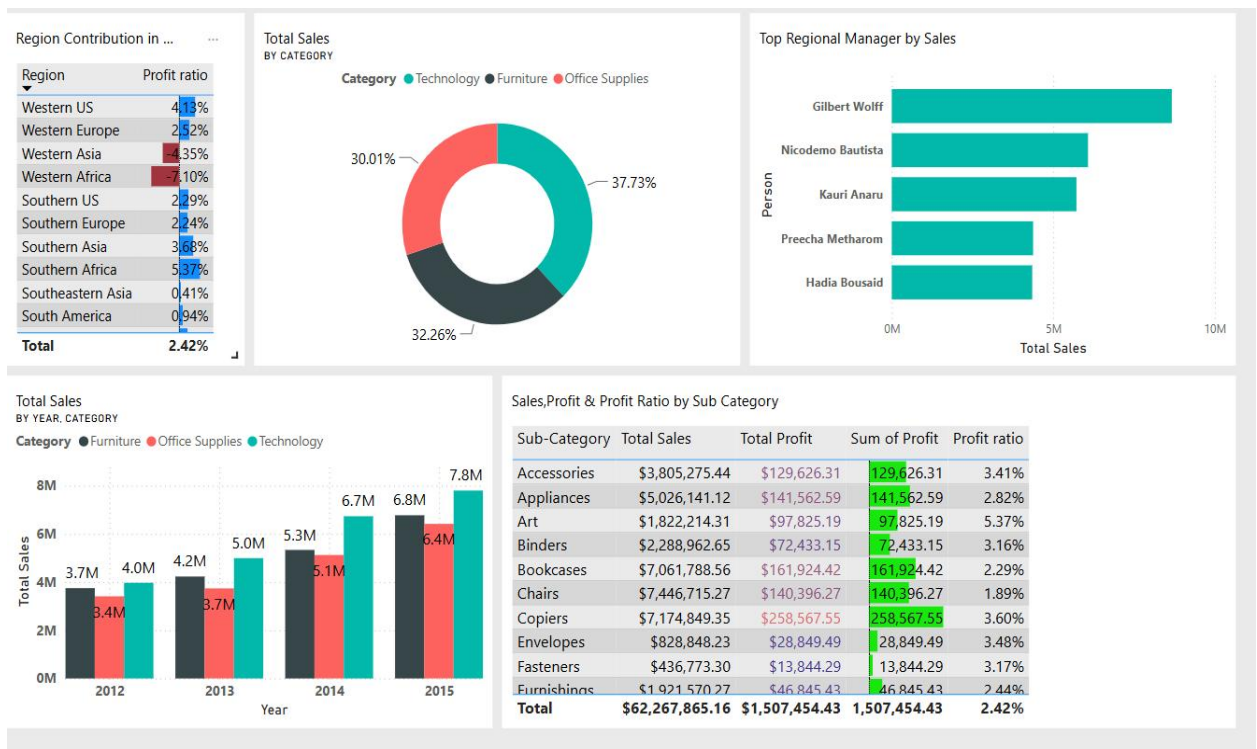 Region Contribution in ...
Region Profit ratio
Western US 4.13%
Western Europe 2.52%
Western Asia -4.35%
Western Africa -7.10%
Southern US 2.29%
Southern Europe 2.24%
Southern Asia 3.68%
Southern Africa 5.37%
Southeastern Asia 0.41%
South America 0.94%
Total 2.42%
Total Sales
BY CATEGORY
Category Technology Furniture Office Supplies
30.01%
37.73%
32.26%
Top Regional Manager by Sales
Person
Gilbert Wolff
Nicodemo Bautista
Kauri Anaru
Preecha Metharom
Hadia Bousaid
0M 5M 10M
Total Sales
Total Sales
BY YEAR, CATEGORY
Category Furniture Office Supplies Technology
Total Sales
8M
6M
4M
2M
0M
3.7M 3.4M 4.0M
4.2M 3.7M 5.0M
5.3M 5.1M 6.7M
6.8M 6.4M 7.8M
2012 2013 2014 2015
Year
Sales,Profit & Profit Ratio by Sub Category
Sub-Category Total Sales Total Profit Sum of Profit Profit ratio
Accessories $3,805,275.44 $129,626.31 129,626.31 3.41%
Appliances $5,026,141.12 $141,562.59 141,562.59 2.82%
Art $1,822,214.31 $97,825.19 97,825.19 5.37%
Binders $2,288,962.65 $72,433.15 72,433.15 3.16%
Bookcases $7,061,788.56 $161,924.42 161,924.42 2.29%
Chairs $7,446,715.27 $140,396.27 140,396.27 1.89%
Copiers $7,174,849.35 $258,567.55 258,567.55 3.60%
Envelopes $828,848.23 $28,849.49 28,849.49 3.48%
Fasteners $436,773.30 $13,844.29 13,844.29 3.17%
Furnishings $1,921,570.27 $46,845.43 46,845.43 2.44%
Total $62,267,865.16 $1,507,454.43 1,507,454.43 2.42%